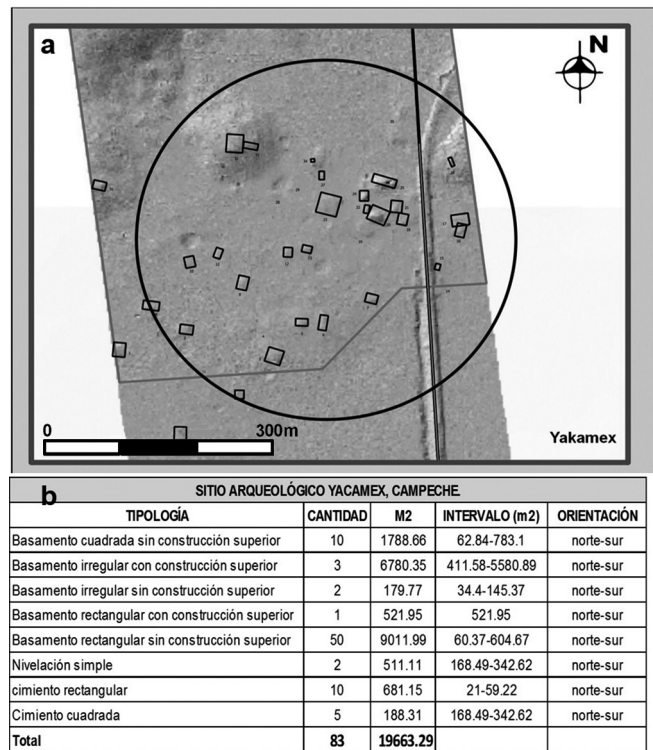 a
N
0 300m
Yakamex
b
SITIO ARQUEOLÓGICO YACAMEX, CAMPECHE.
TIPOLOGÍA CANTIDAD M2 INTERVALO (m2) ORIENTACIÓN
Basamento cuadrada sin construcción superior 10 1788.66 62.84-783.1 norte-sur
Basamento irregular con construcción superior 3 6780.35 411.58-5580.89 norte-sur
Basamento irregular sin construcción superior 2 179.77 34.4-145.37 norte-sur
Basamento rectangular con construcción superior 1 521.95 521.95 norte-sur
Basamento rectangular sin construcción superior 50 9011.99 60.37-604.67 norte-sur
Nivelación simple 2 511.11 168.49-342.62 norte-sur
cimiento rectangular 10 681.15 21-59.22 norte-sur
Cimiento cuadrada 5 188.31 168.49-342.62 norte-sur
Total 83 19663.29